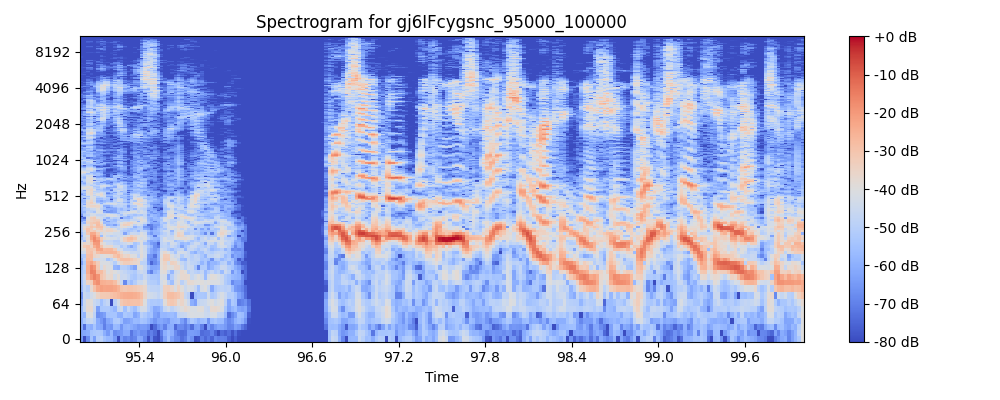 Spectrogram for gj6IFcygsnc_95000_100000
8192
4096
2048
1024
512
256
128
64
0
Hz
95.4 96.0 96.6 97.2 97.8 98.4 99.0 99.6
Time
+0 dB
-10 dB
-20 dB
-30 dB
-40 dB
-50 dB
-60 dB
-70 dB
-80 dB